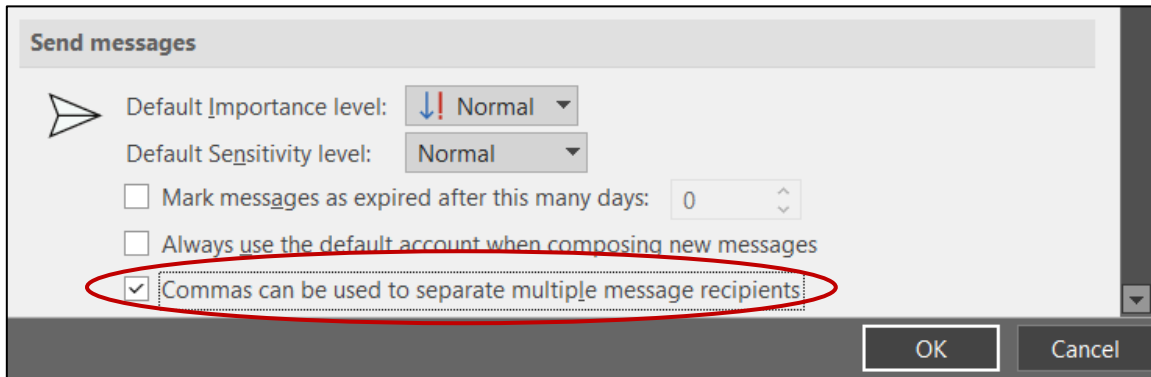 Send messages
Default Importance level: Normal
Default Sensitivity level: Normal
Mark messages as expired after this many days: 0
Always use the default account when composing new messages
Commas can be used to separate multiple message recipients
OK Cancel